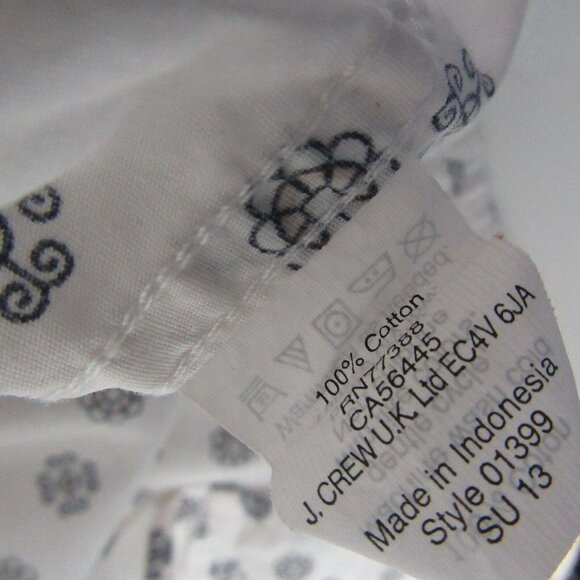 100% Cotton
RN77388
CA56445
J. CREW U.K. Ltd EC4V 6JA
Made in Indonesia
Style 01399
SU 13